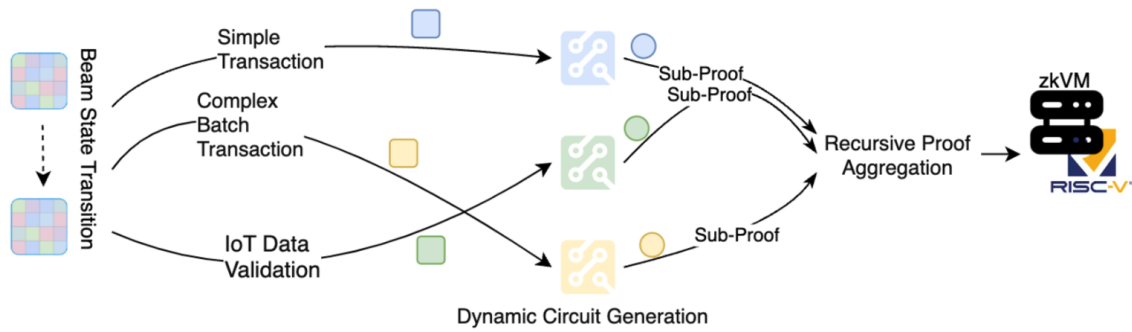 Beam State Transition
Simple
Transaction
Complex
Batch
Transaction
IoT Data
Validation
Sub-Proof
Sub-Proof
Sub-Proof
Dynamic Circuit Generation
Recursive Proof
Aggregation
zkVM
RISC-V